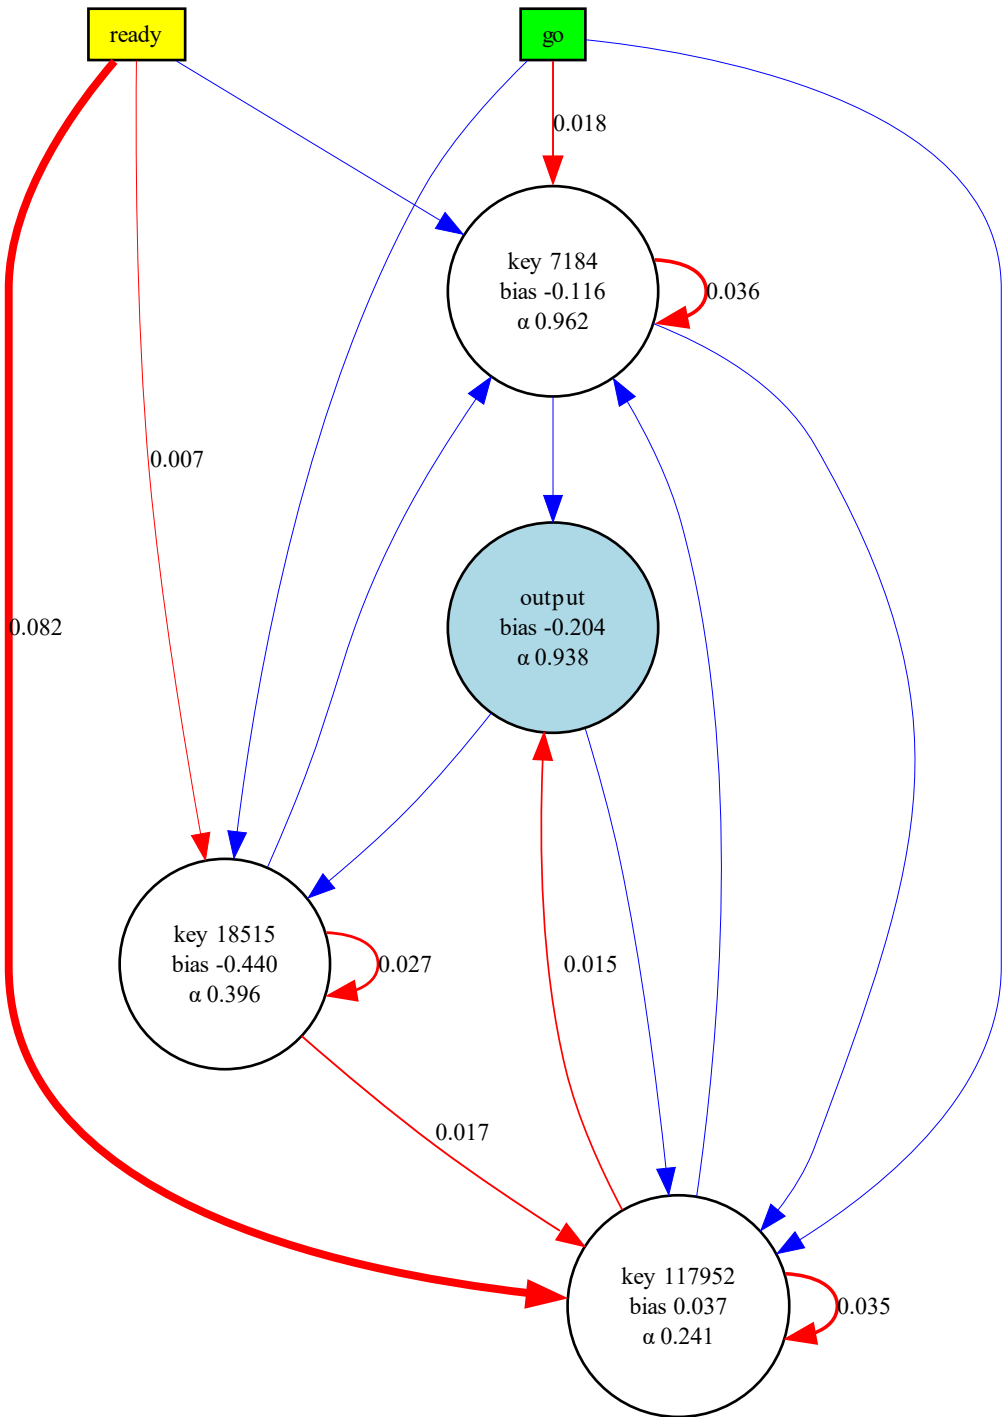 ready
go
0.018
key 7184
bias -0.116
α 0.962
0.036
0.007
output
bias -0.204
α 0.938
0.082
key 18515
bias -0.440
α 0.396
0.027
0.015
0.017
key 117952
bias 0.037
α 0.241
0.035